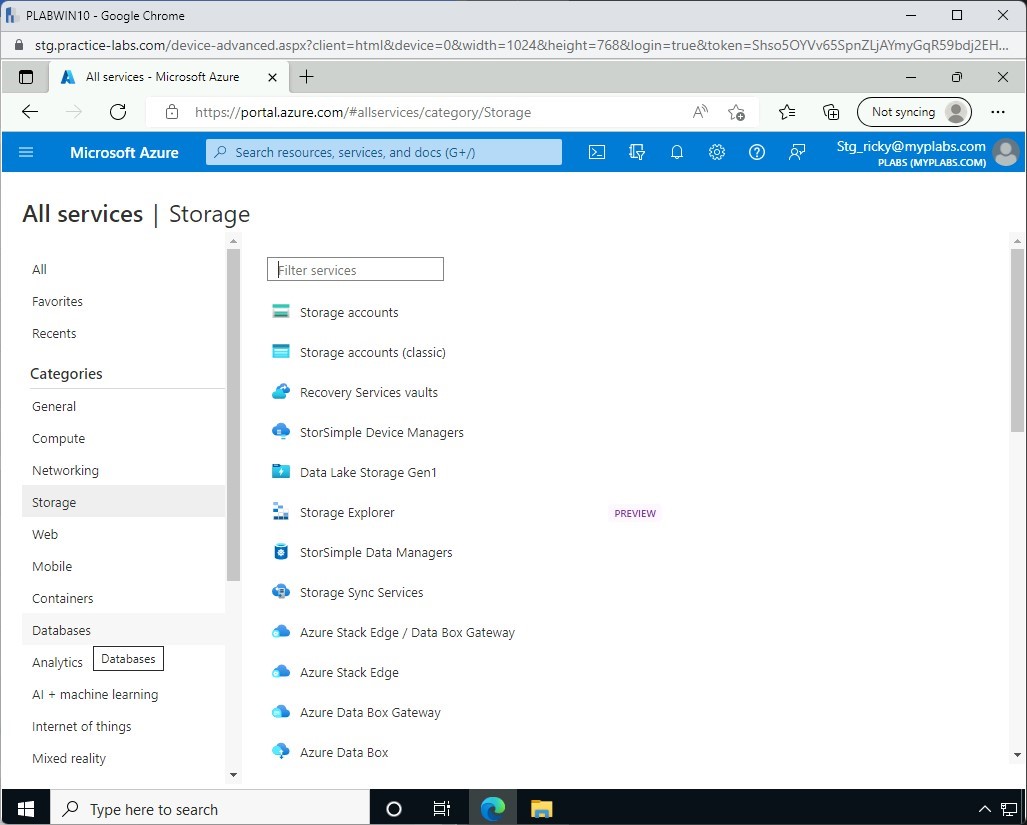 PLABWIN10 - Google Chrome
stg.practice-labs.com/device-advanced.aspx?client=html&device=0&width=1024&height=768&login=true&token=Shso5OYVv65SpnZLjAYmyGqR59bdj2EH...
All services - Microsoft Azure
https://portal.azure.com/#allservices/category/Storage
Not syncing
Microsoft Azure
Search resources, services, and docs (G+/)
Stg_ricky@myplabs.com
PLABS (MYPLABS.COM)
All services | Storage
All
Favorites
Recents
Categories
General
Compute
Networking
Storage
Web
Mobile
Containers
Databases
Analytics
Databases
AI + machine learning
Internet of things
Mixed reality
Filter services
Storage accounts
Storage accounts (classic)
Recovery Services vaults
StorSimple Device Managers
Data Lake Storage Gen1
Storage Explorer PREVIEW
StorSimple Data Managers
Storage Sync Services
Azure Stack Edge / Data Box Gateway
Azure Stack Edge
Azure Data Box Gateway
Azure Data Box
Type here to search